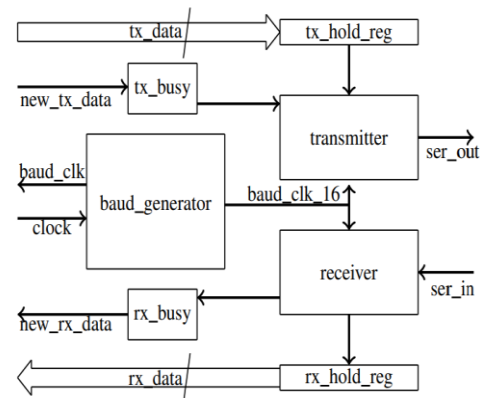 tx_data
tx_hold_reg
new_tx_data
tx_busy
transmitter
ser_out
baud_clk
clock
baud_generator
baud_clk_16
receiver
ser_in
new_rx_data
rx_busy
rx_data
rx_hold_reg